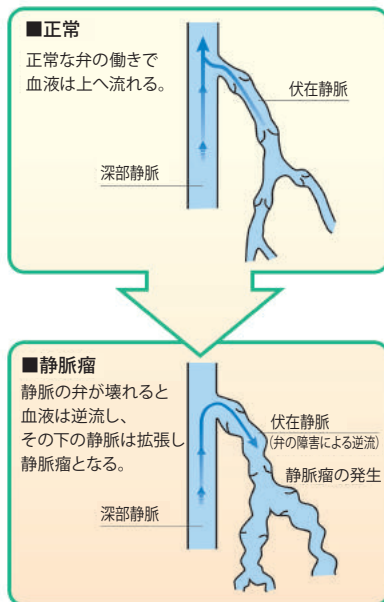 ■正常
正常な弁の働きで
血液は上へ流れる。
伏在静脈
深部静脈
■静脈瘤
静脈の弁が壊れると
血液は逆流し、
その下の静脈は拡張し
静脈瘤となる。
伏在静脈
(弁の障害による逆流)
静脈瘤の発生
深部静脈